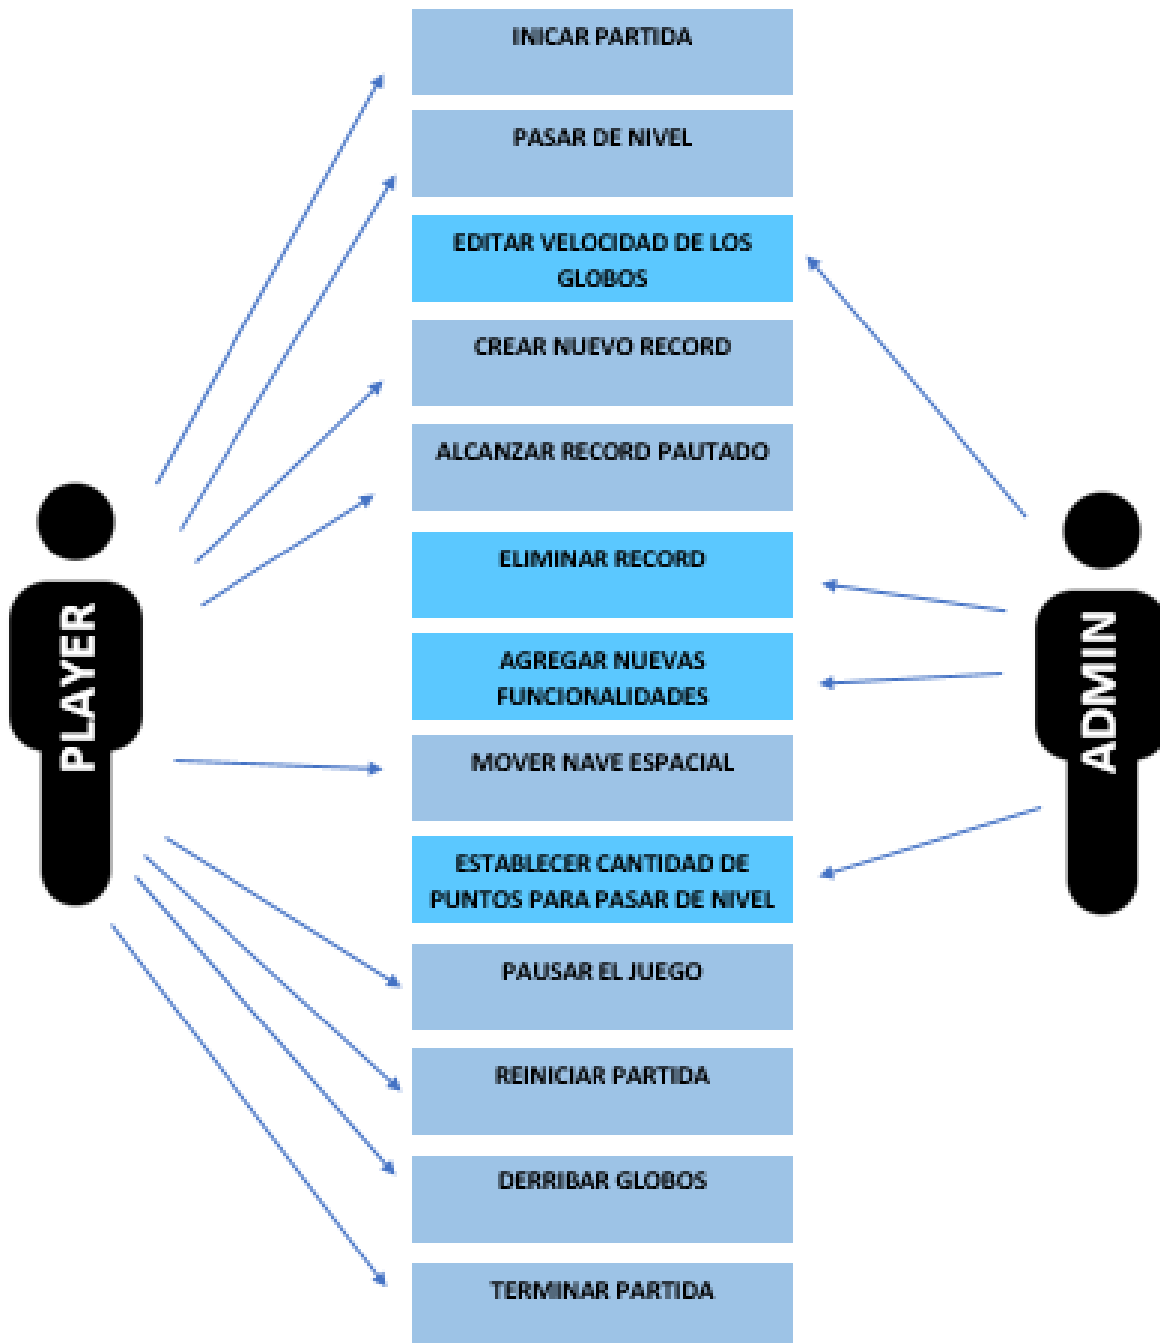 INICAR PARTIDA
PASAR DE NIVEL
EDITAR VELOCIDAD DE LOS
GLOBOS
CREAR NUEVO RECORD
ALCANZAR RECORD PAUTADO
ELIMINAR RECORD
AGREGAR NUEVAS
FUNCIONALIDADES
MOVER NAVE ESPACIAL
ESTABLECER CANTIDAD DE
PUNTOS PARA PASAR DE NIVEL
PAUSAR EL JUEGO
REINICIAR PARTIDA
DERRIBAR GLOBOS
TERMINAR PARTIDA
PLAYER
ADMIN